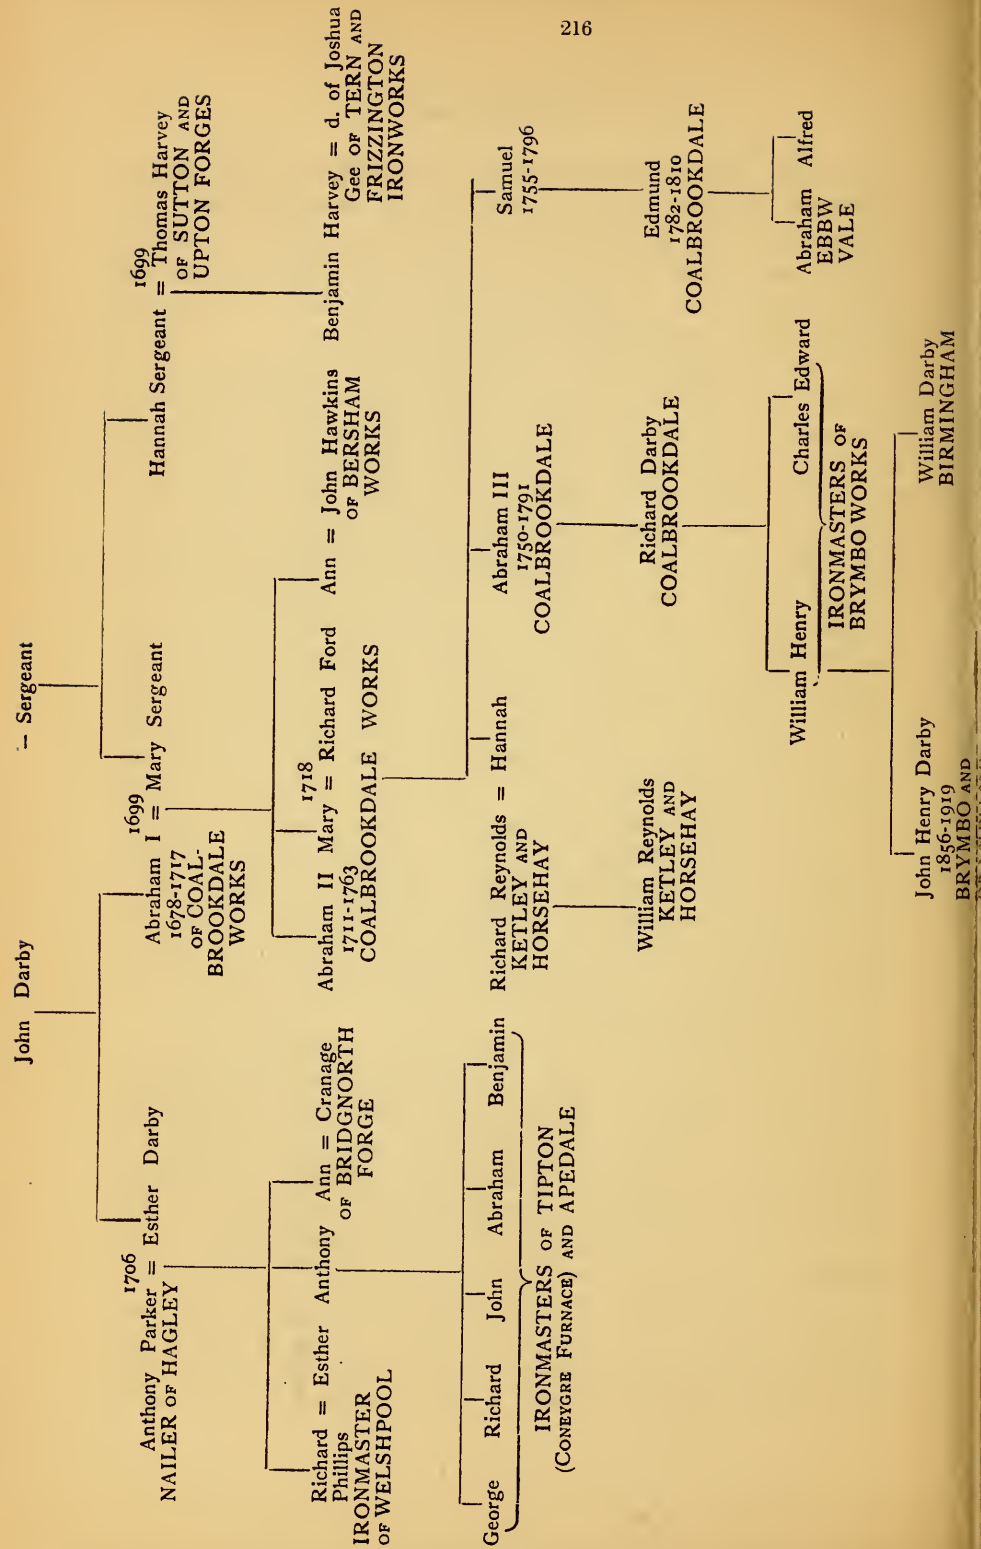 216
John Darby
– Sergeant
1706
Anthony Parker = Esther Darby
NAILER OF HAGLEY
1699
Abraham I = Mary Sergeant
1678-1717
OF COAL-
BROOKDALE
WORKS
1699
Hannah Sergeant = Thomas Harvey
OF SUTTON AND
UPTON FORGES
Richard = Esther
Phillips
IRONMASTER
OF WELSHPOOL
Anthony
Ann = Cranage
OF BRIDGNORTH
FORGE
1718
Abraham II Mary = Richard Ford
1711-1763
COALBROOKDALE WORKS
Ann = John Hawkins
OF BERSHAM
WORKS
Benjamin Harvey = d. of Joshua
Gee OF TERN AND
FRIZZINGTON
IRONWORKS
George Richard John Abraham Benjamin
IRONMASTERS OF TIPTON
(CONEYGRE FURNACE) AND APEDALE
Richard Reynolds = Hannah
KETLEY AND
HORSEHAY
Abraham III
1750-1791
COALBROOKDALE
Samuel
1755-1796
William Reynolds
KETLEY AND
HORSEHAY
Richard Darby
COALBROOKDALE
Edmund
1782-1810
COALBROOKDALE
William Henry Charles Edward
IRONMASTERS OF
BRYMBO WORKS
Abraham Alfred
EBBW
VALE
John Henry Darby
1856-1919
BRYMBO AND
William Darby
BIRMINGHAM